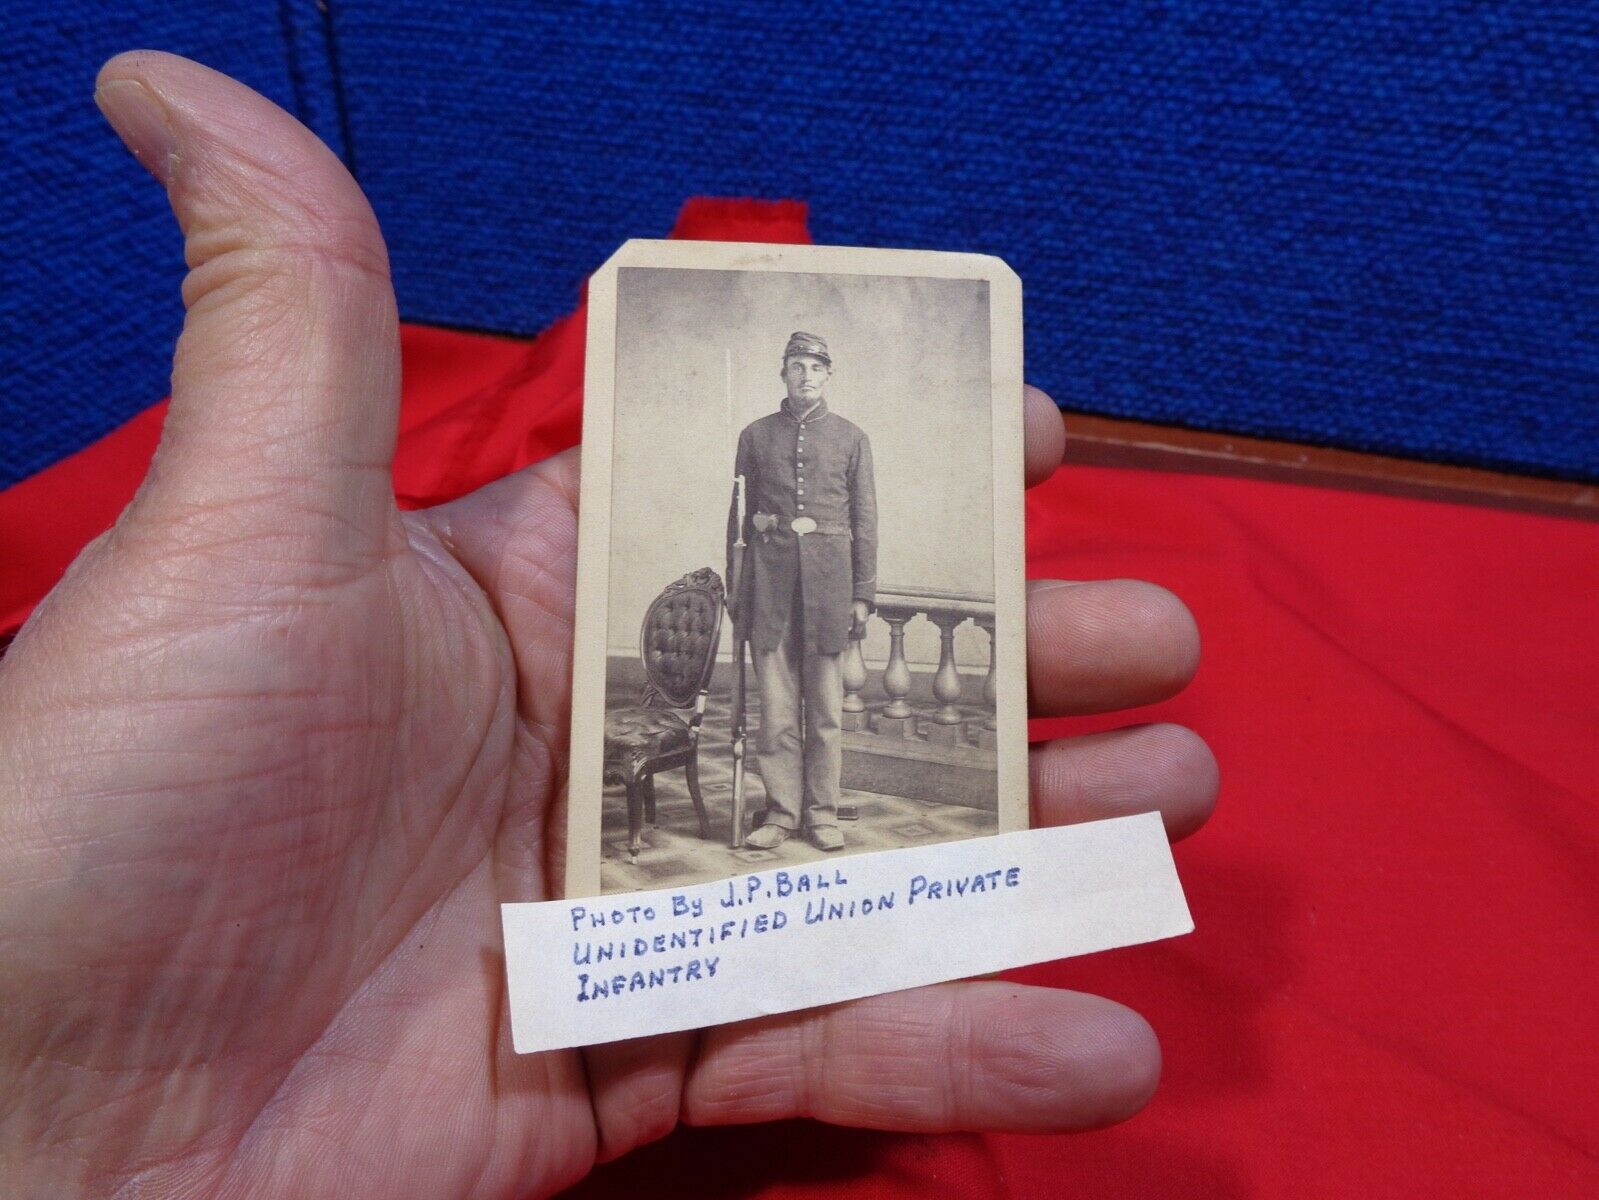 PHOTO BY J.P. BALL
UNIDENTIFIED UNION PRIVATE
INFANTRY